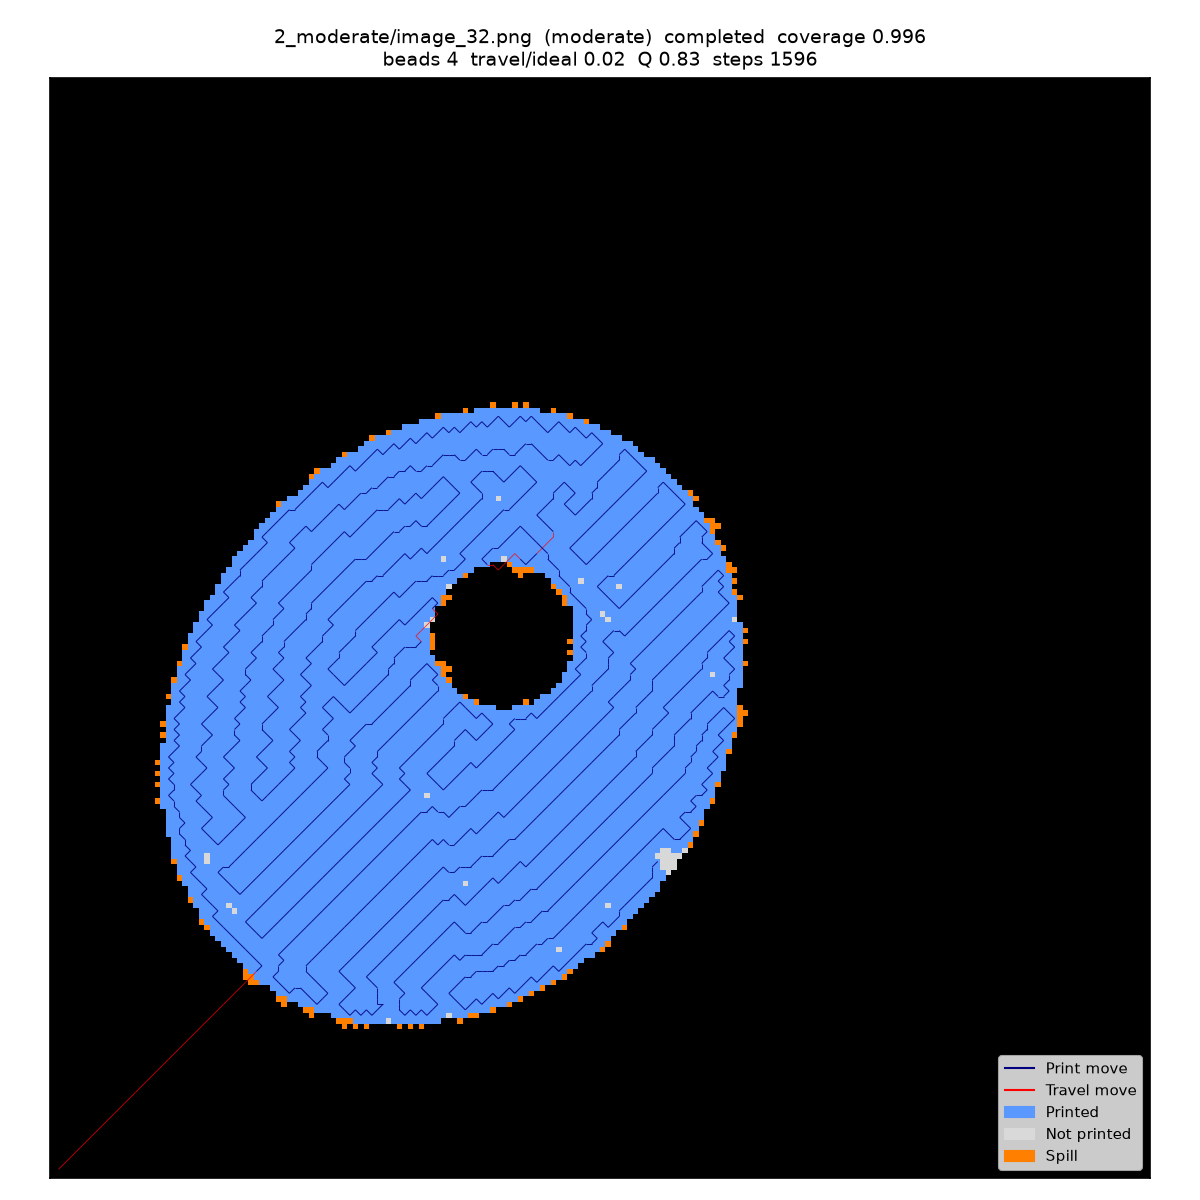 2_moderate/image_32.png  (moderate)  completed  coverage 0.996
beads 4  travel/ideal 0.02  Q 0.83  steps 1596
Print move
Travel move
Printed
Not printed
Spill